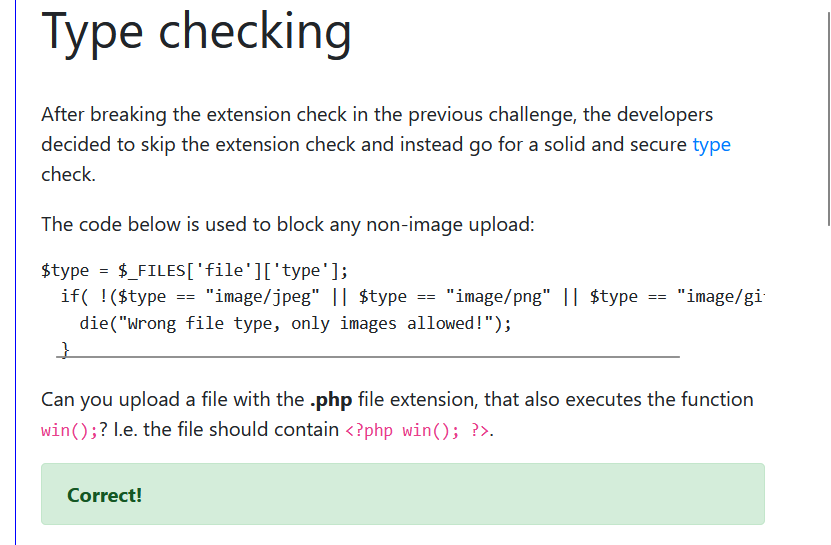 Type checking
After breaking the extension check in the previous challenge, the developers
decided to skip the extension check and instead go for a solid and secure type
check.
The code below is used to block any non-image upload:
$type = $_FILES['file']['type'];
if( !($type == "image/jpeg" || $type == "image/png" || $type == "image/gi
die("Wrong file type, only images allowed!");
}
Can you upload a file with the .php file extension, that also executes the function
win();? I.e. the file should contain <?php win(); ?>.
Correct!